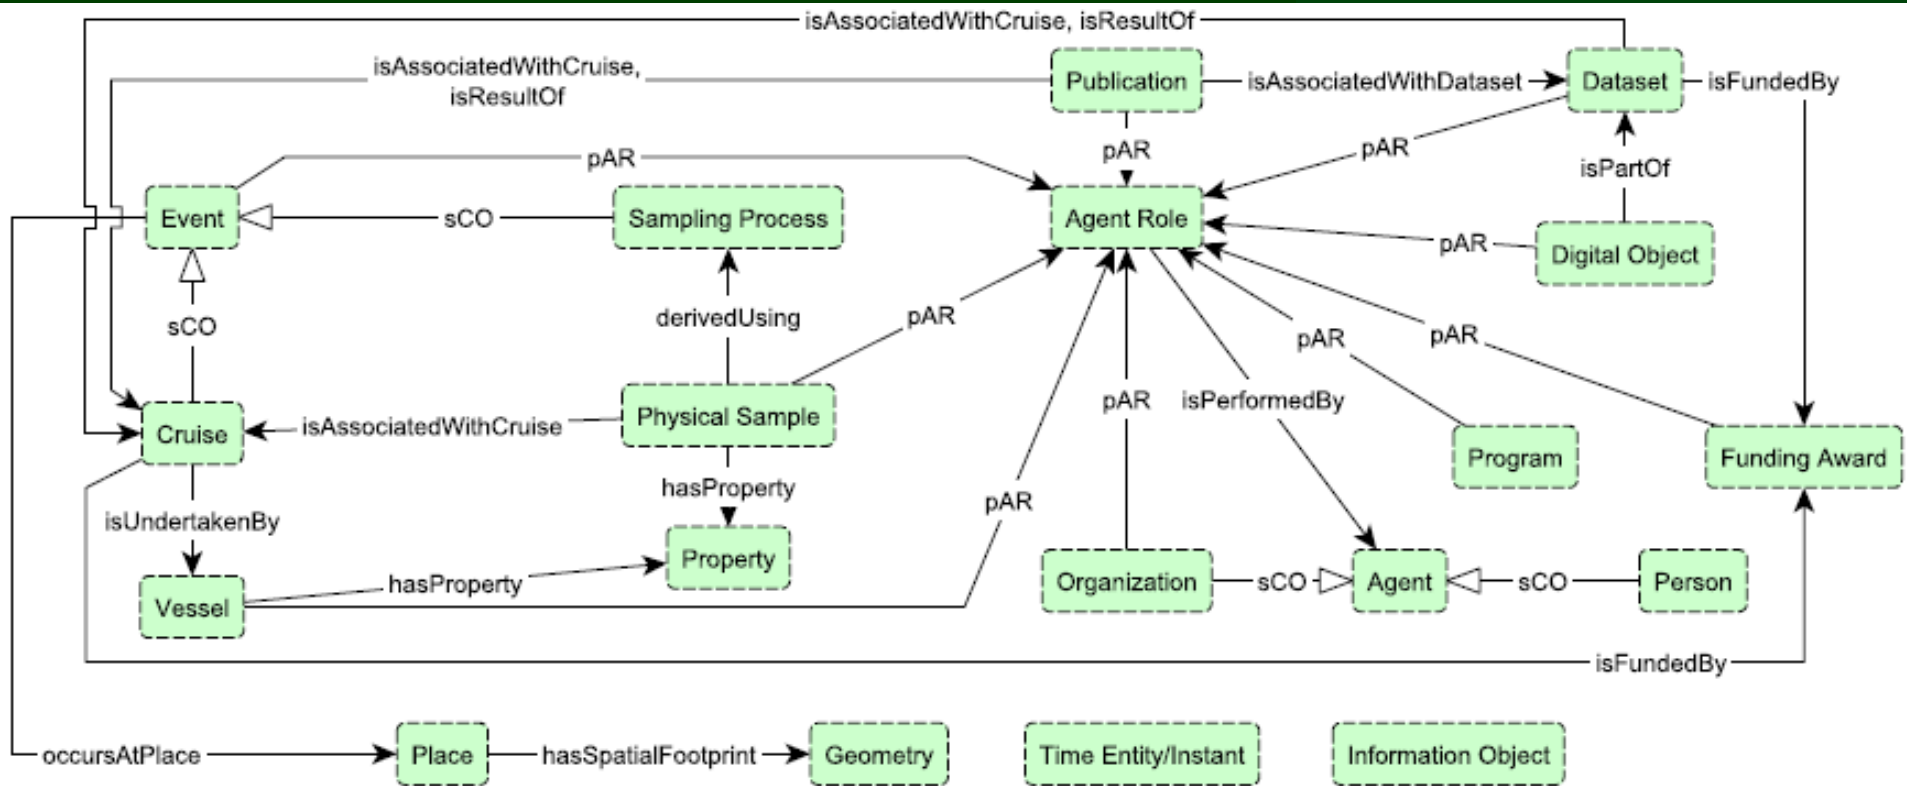 isAssociatedWithCruise, isResultOf
isAssociatedWithCruise,
isResultOf
Publication
isAssociatedWithDataset
Dataset
isFundedBy
pAR
pAR
pAR
isPartOf
Event
sCO
Sampling Process
Agent Role
pAR
Digital Object
sCO
derivedUsing
pAR
pAR
pAR
Cruise
isAssociatedWithCruise
Physical Sample
pAR
isPerformedBy
Program
Funding Award
hasProperty
pAR
isUndertakenBy
Property
Vessel
hasProperty
Organization
sCO
Agent
sCO
Person
isFundedBy
occursAtPlace
Place
hasSpatialFootprint
Geometry
Time Entity/Instant
Information Object